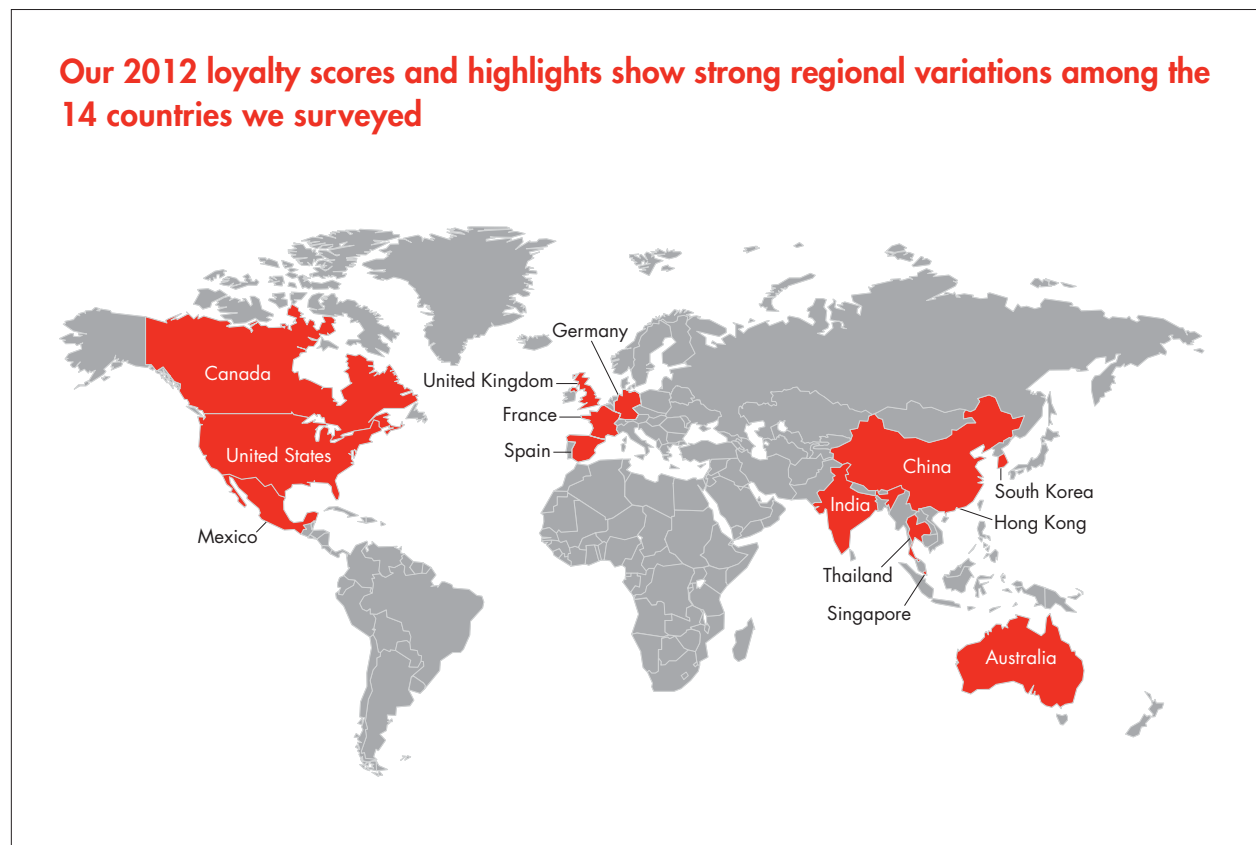 Our 2012 loyalty scores and highlights show strong regional variations among the
14 countries we surveyed
Germany
Canada
United Kingdom
France
United States
Spain
China
South Korea
India
Hong Kong
Mexico
Thailand
Singapore
Australia